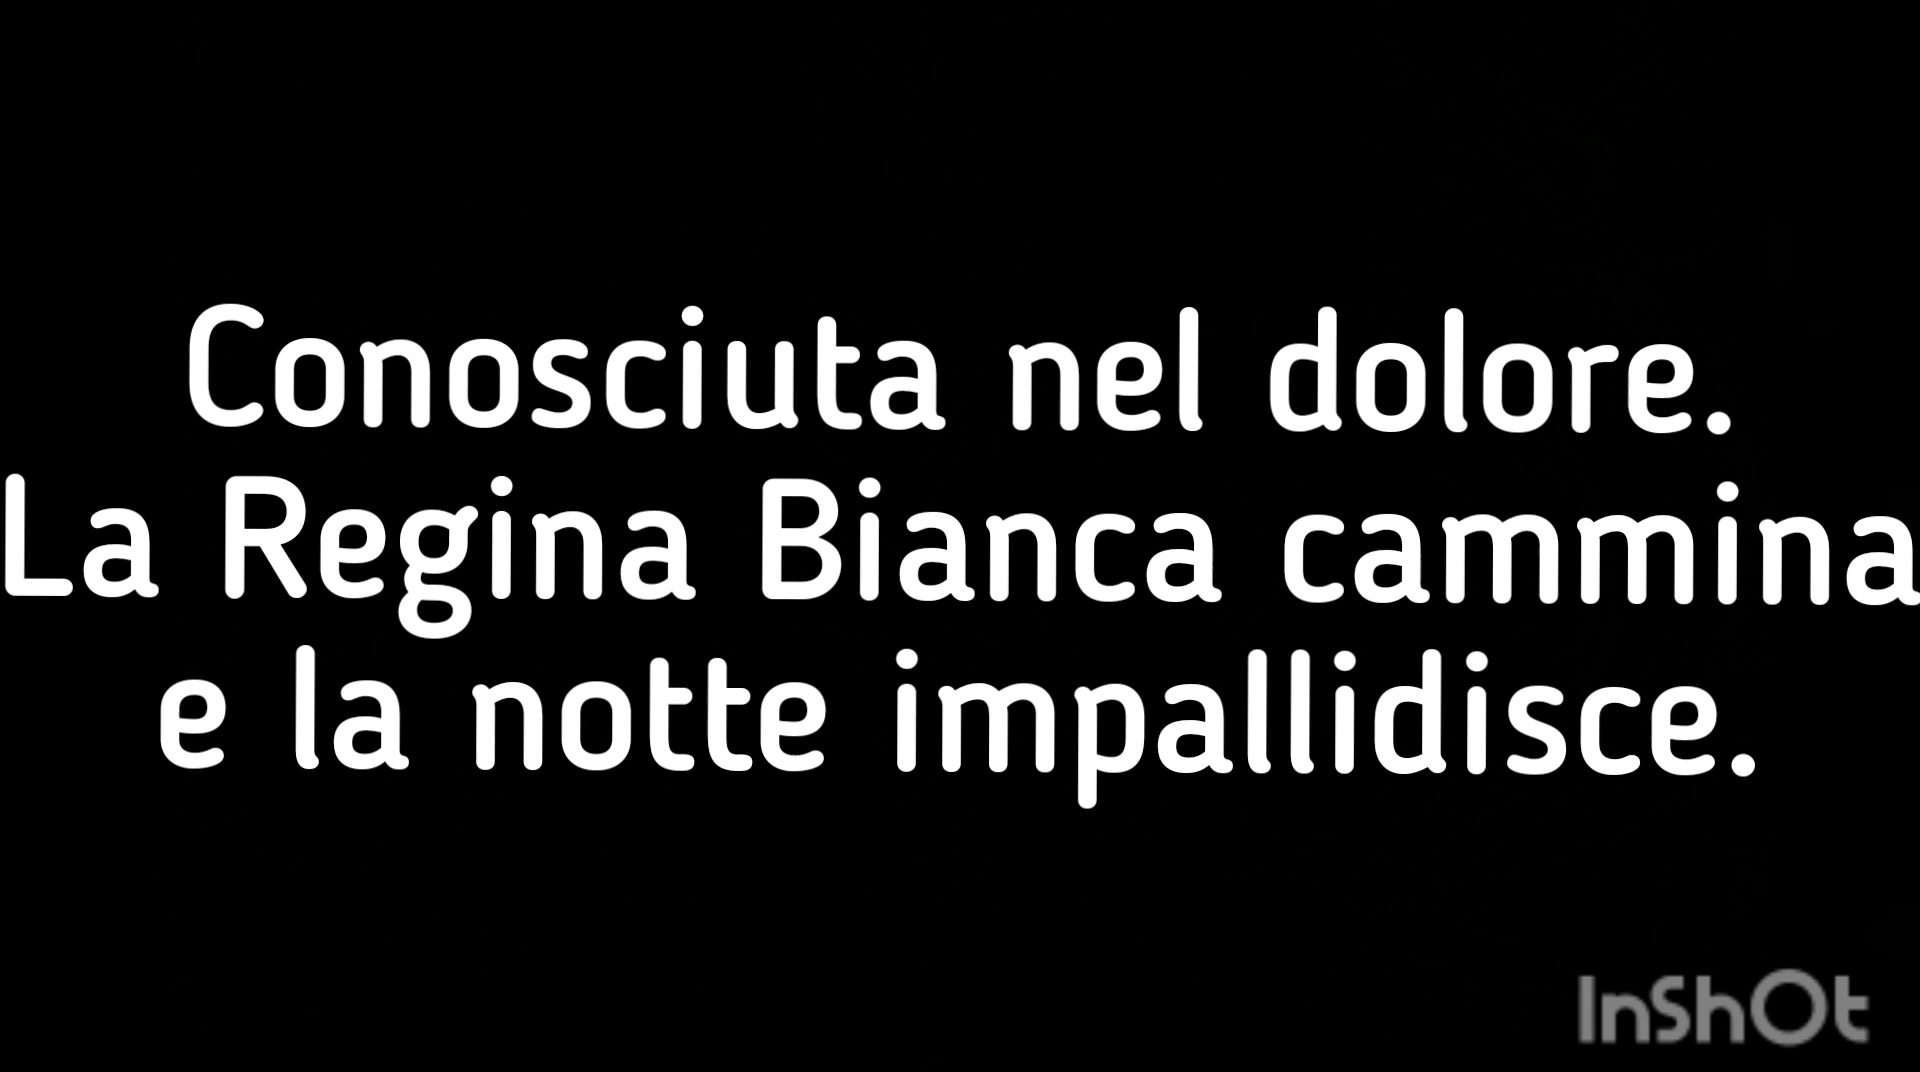 Conosciuta nel dolore.
La Regina Bianca cammina
e la notte impallidisce.
InShOt